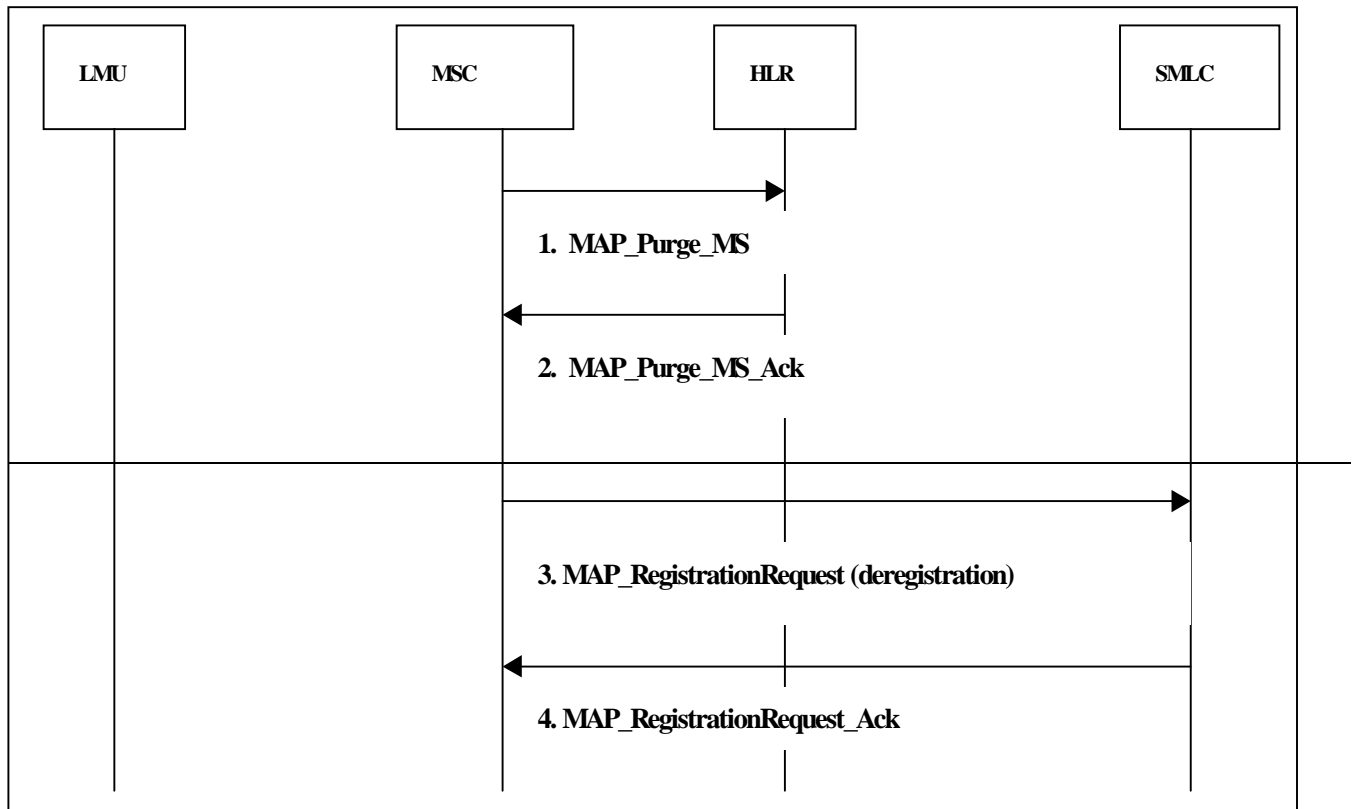 LMU MSC HLR SMLC
1. MAP_Purge_MS
2. MAP_Purge_MS_Ack
3. MAP_RegistrationRequest (deregistration)
4. MAP_RegistrationRequest_Ack